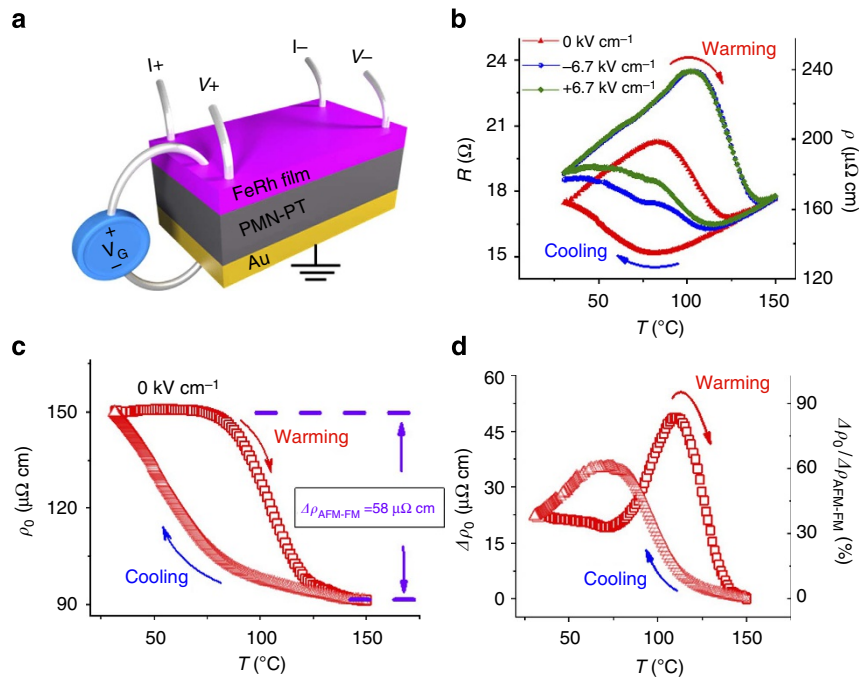 a
I+
V+
I–
V–
FeRh film
PMN-PT
Au
+
V_G
–
b
0 kV cm⁻¹
–6.7 kV cm⁻¹
+6.7 kV cm⁻¹
Warming
Cooling
24
21
18
15
R (Ω)
240
200
160
120
ρ (μΩ cm)
50
100
150
T (°C)
c
0 kV cm⁻¹
Warming
Δρ_AFM-FM =58 μΩ cm
Cooling
150
120
90
ρ₀ (μΩ cm)
50
100
150
T (°C)
d
Warming
Cooling
60
45
30
15
0
Δρ₀ (μΩ cm)
90
60
30
0
Δρ₀/Δρ_AFM-FM (%)
50
100
150
T (°C)